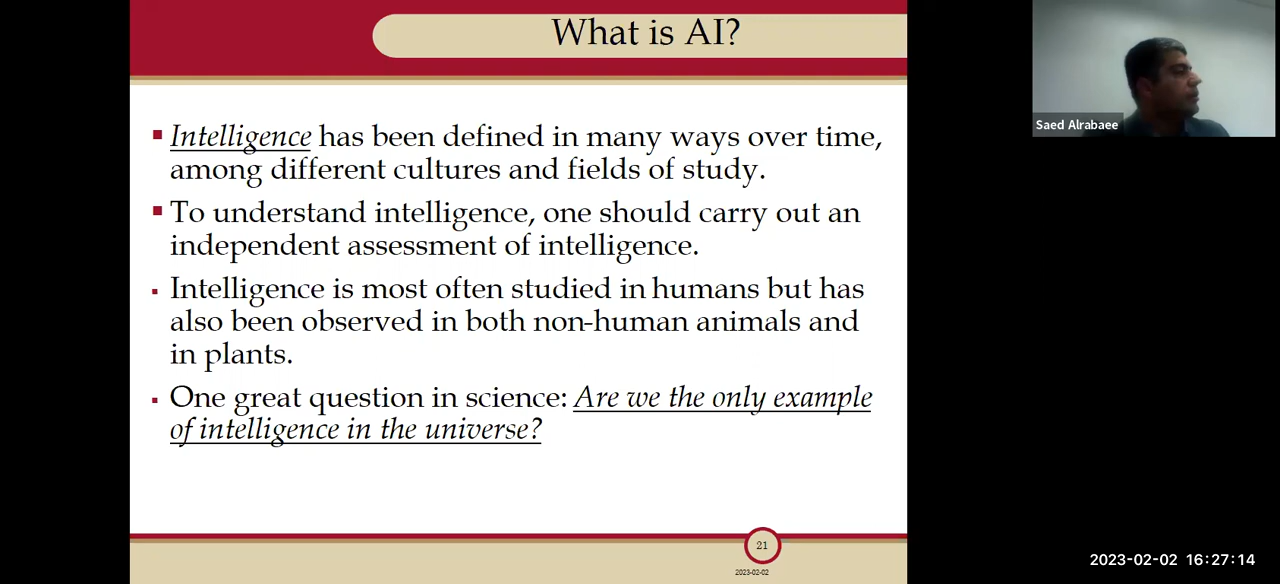 What is AI?
Saed Alrabaee
Intelligence has been defined in many ways over time,
among different cultures and fields of study.
To understand intelligence, one should carry out an
independent assessment of intelligence.
Intelligence is most often studied in humans but has
also been observed in both non-human animals and
in plants.
One great question in science: Are we the only example
of intelligence in the universe?
21
2023-02-02
2023-02-02 16:27:14